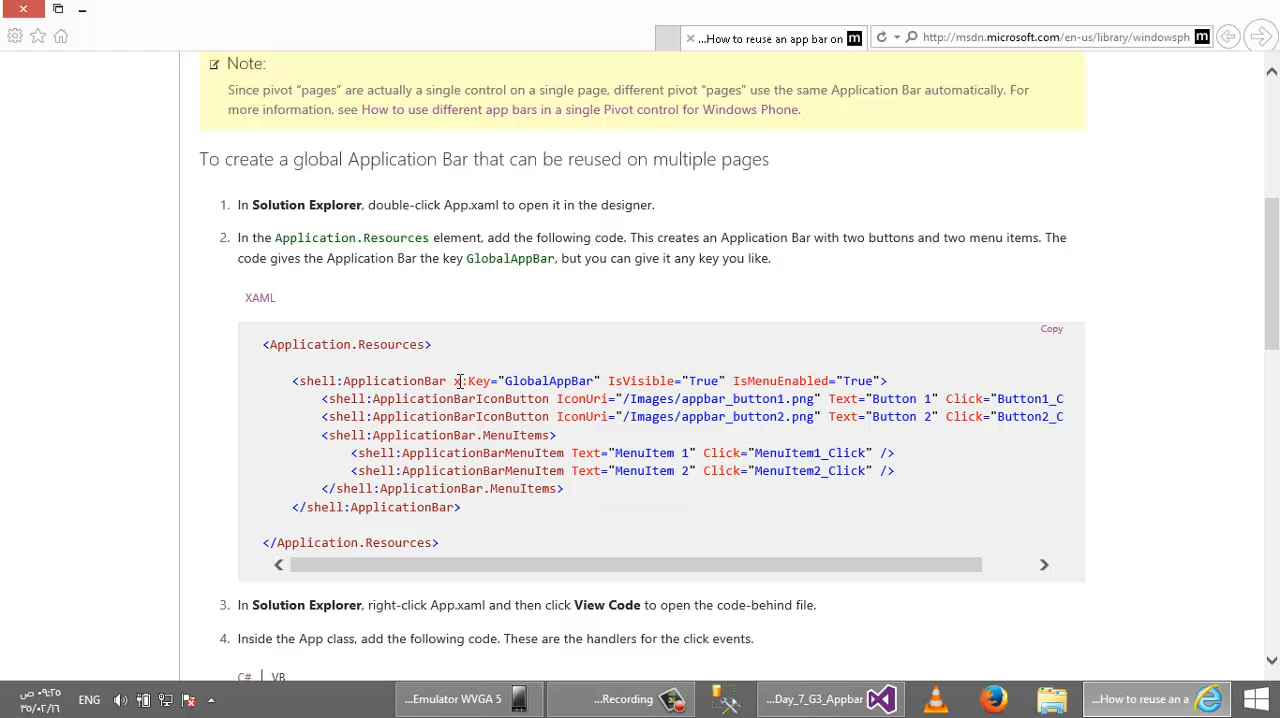 ...How to reuse an app bar on
http://msdn.microsoft.com/en-us/library/windowsph
Note:
Since pivot “pages” are actually a single control on a single page, different pivot “pages” use the same Application Bar automatically. For
more information, see How to use different app bars in a single Pivot control for Windows Phone.
To create a global Application Bar that can be reused on multiple pages
1. In Solution Explorer, double-click App.xaml to open it in the designer.
2. In the Application.Resources element, add the following code. This creates an Application Bar with two buttons and two menu items. The
code gives the Application Bar the key GlobalAppBar, but you can give it any key you like.
XAML
Copy
<Application.Resources>
<shell:ApplicationBar x:Key="GlobalAppBar" IsVisible="True" IsMenuEnabled="True">
<shell:ApplicationBarIconButton IconUri="/Images/appbar_button1.png" Text="Button 1" Click="Button1_C
<shell:ApplicationBarIconButton IconUri="/Images/appbar_button2.png" Text="Button 2" Click="Button2_C
<shell:ApplicationBar.MenuItems>
<shell:ApplicationBarMenuItem Text="MenuItem 1" Click="MenuItem1_Click" />
<shell:ApplicationBarMenuItem Text="MenuItem 2" Click="MenuItem2_Click" />
</shell:ApplicationBar.MenuItems>
</shell:ApplicationBar>
</Application.Resources>
3. In Solution Explorer, right-click App.xaml and then click View Code to open the code-behind file.
4. Inside the App class, add the following code. These are the handlers for the click events.
C# | VB
٠٩:٢٥ ص
٣٥/٠٢/١٦
ENG
...Emulator WVGA 5
...Recording
...Day_7_G3_Appbar
...How to reuse an a